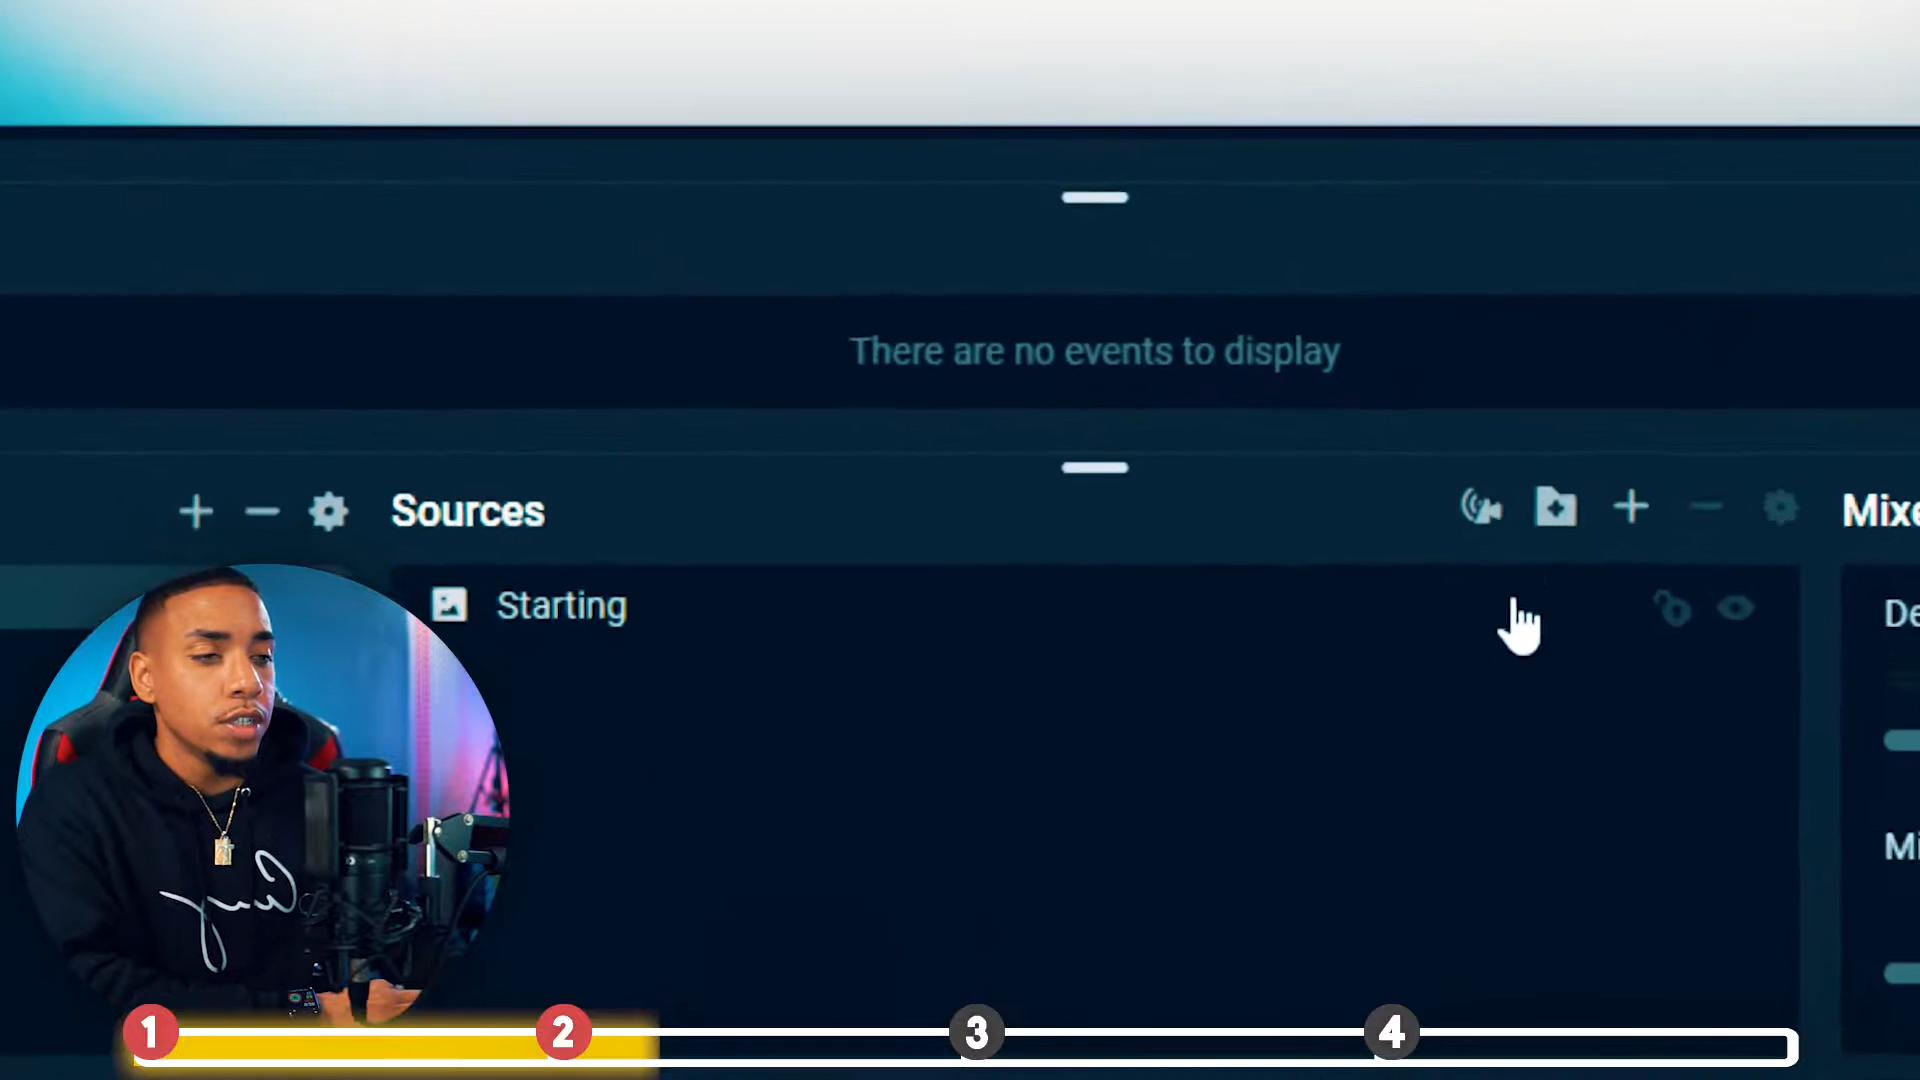 There are no events to display
Sources
Mixe
Starting
De
Mi
1
2
3
4